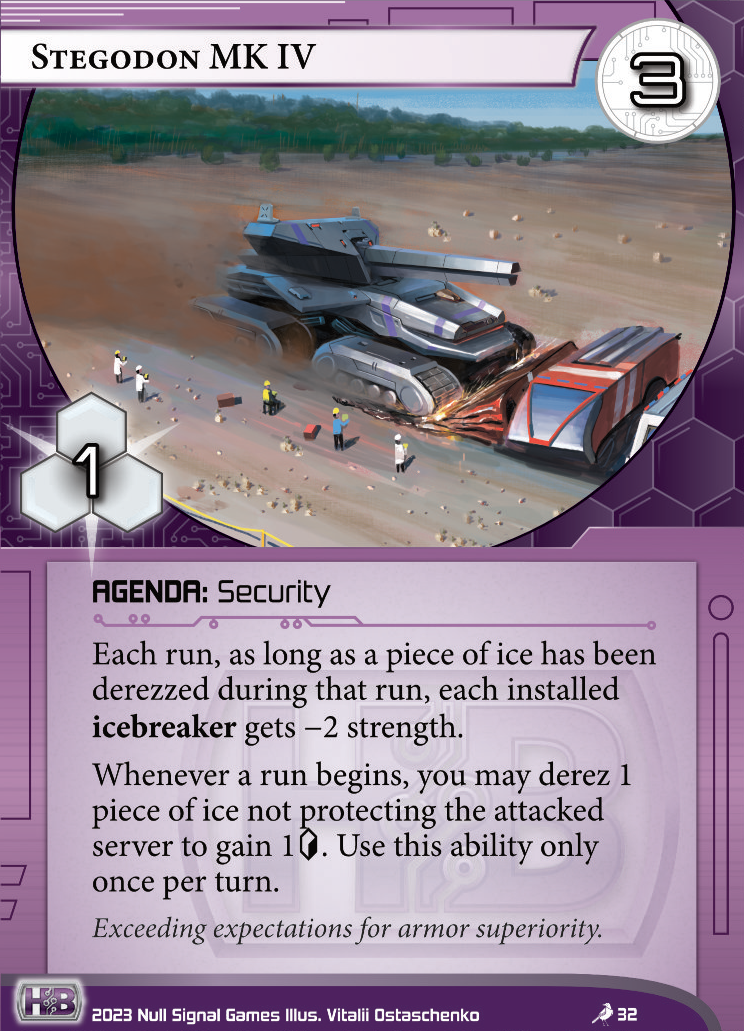 Stegodon MK IV
3
1
AGENDA: Security
Each run, as long as a piece of ice has been
derezzed during that run, each installed
icebreaker gets −2 strength.
Whenever a run begins, you may derez 1
piece of ice not protecting the attacked
server to gain 1. Use this ability only
once per turn.
Exceeding expectations for armor superiority.
HB
2023 Null Signal Games Illus. Vitalii Ostaschenko
32